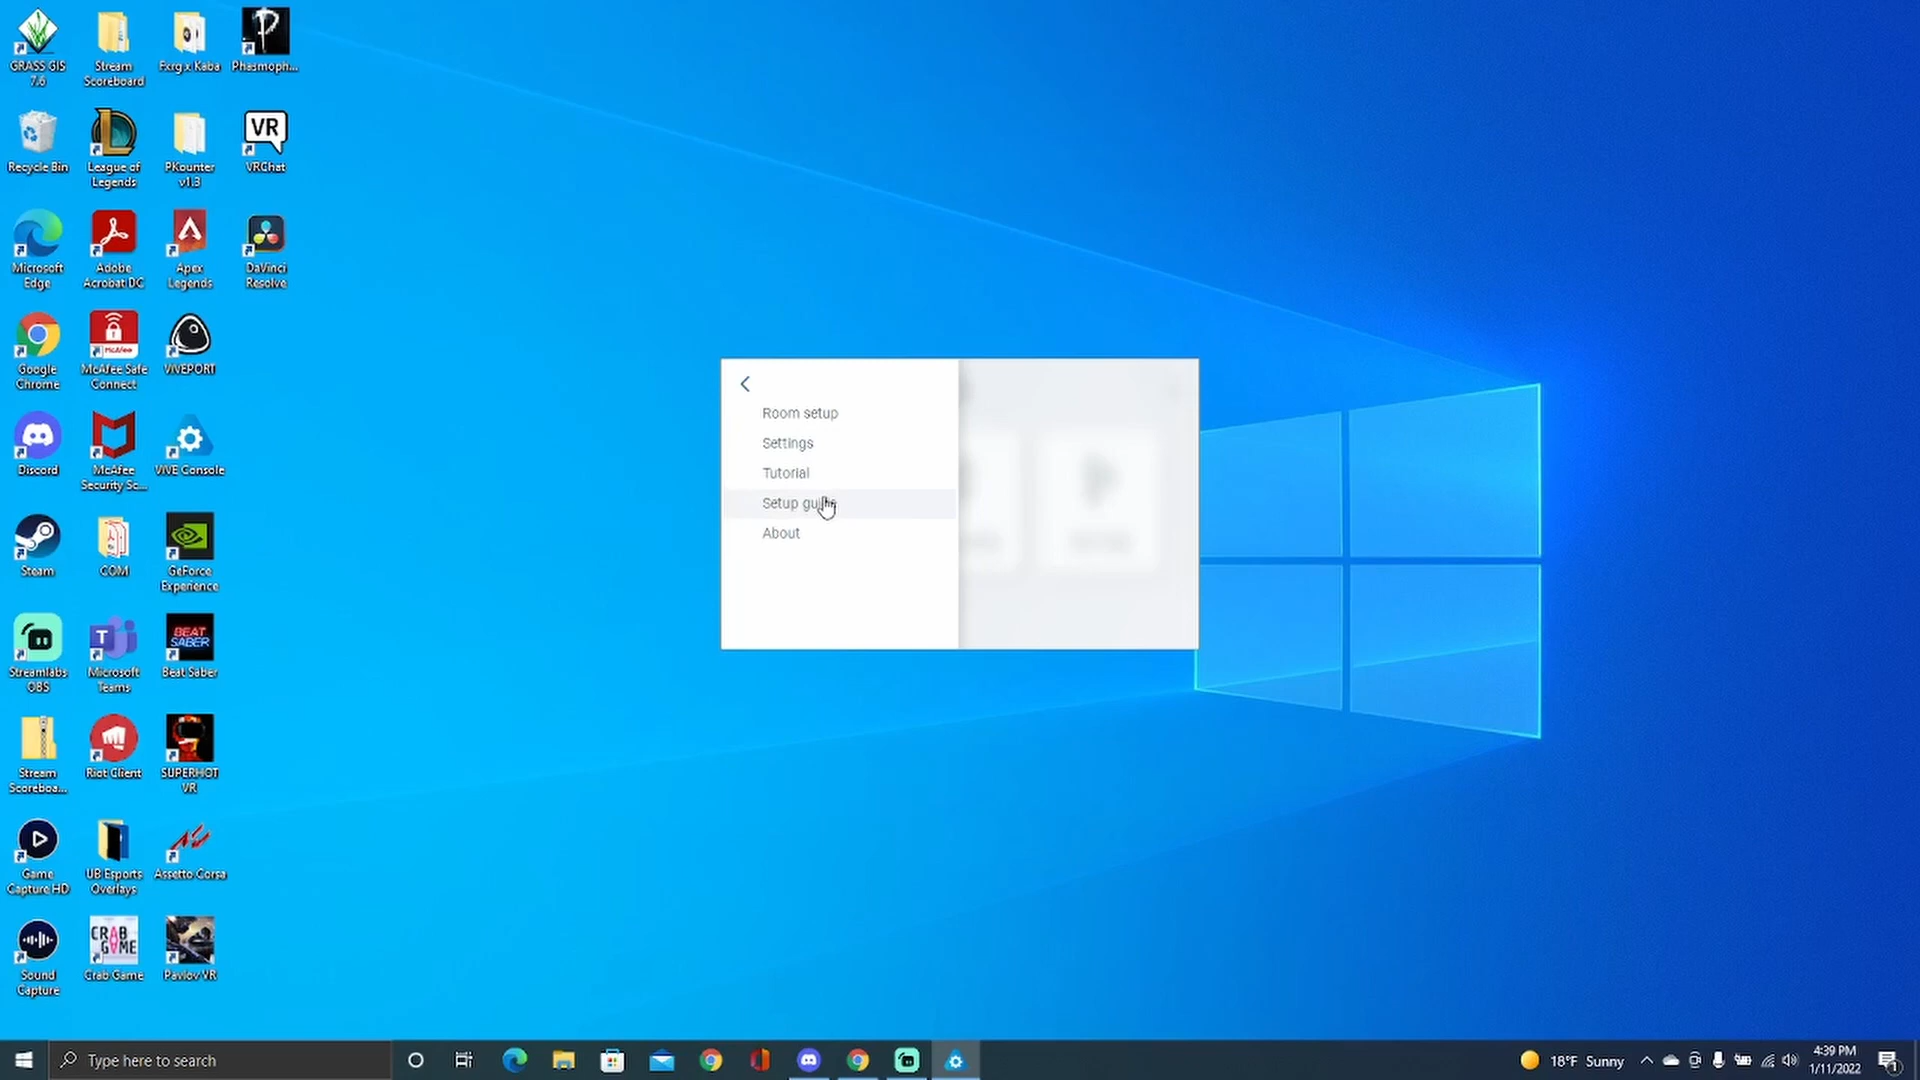 GRASS GIS
7.6
Stream
Scoreboard
Fxrg x Kaba
Phasmoph...
Recycle Bin
League of
Legends
PKounter
v1.3
VR
VRChat
Microsoft
Edge
Adobe
Acrobat DC
Apex
Legends
DaVinci
Resolve
Google
Chrome
McAfee
McAfee Safe
Connect
VIVEPORT
Discord
McAfee
Security Sc...
VIVE Console
Steam
COM
GeForce
Experience
Streamlabs
OBS
Microsoft
Teams
BEAT
SABER
Beat Saber
Stream
Scoreboa...
Riot Client
SUPERHOT
VR
Game
Capture HD
UB Esports
Overlays
Assetto Corsa
Sound
Capture
CRAB
GAME
Crab Game
Pavlov VR
Room setup
Settings
Tutorial
Setup
About
Type here to search
18°F Sunny
4:39 PM
1/11/2022